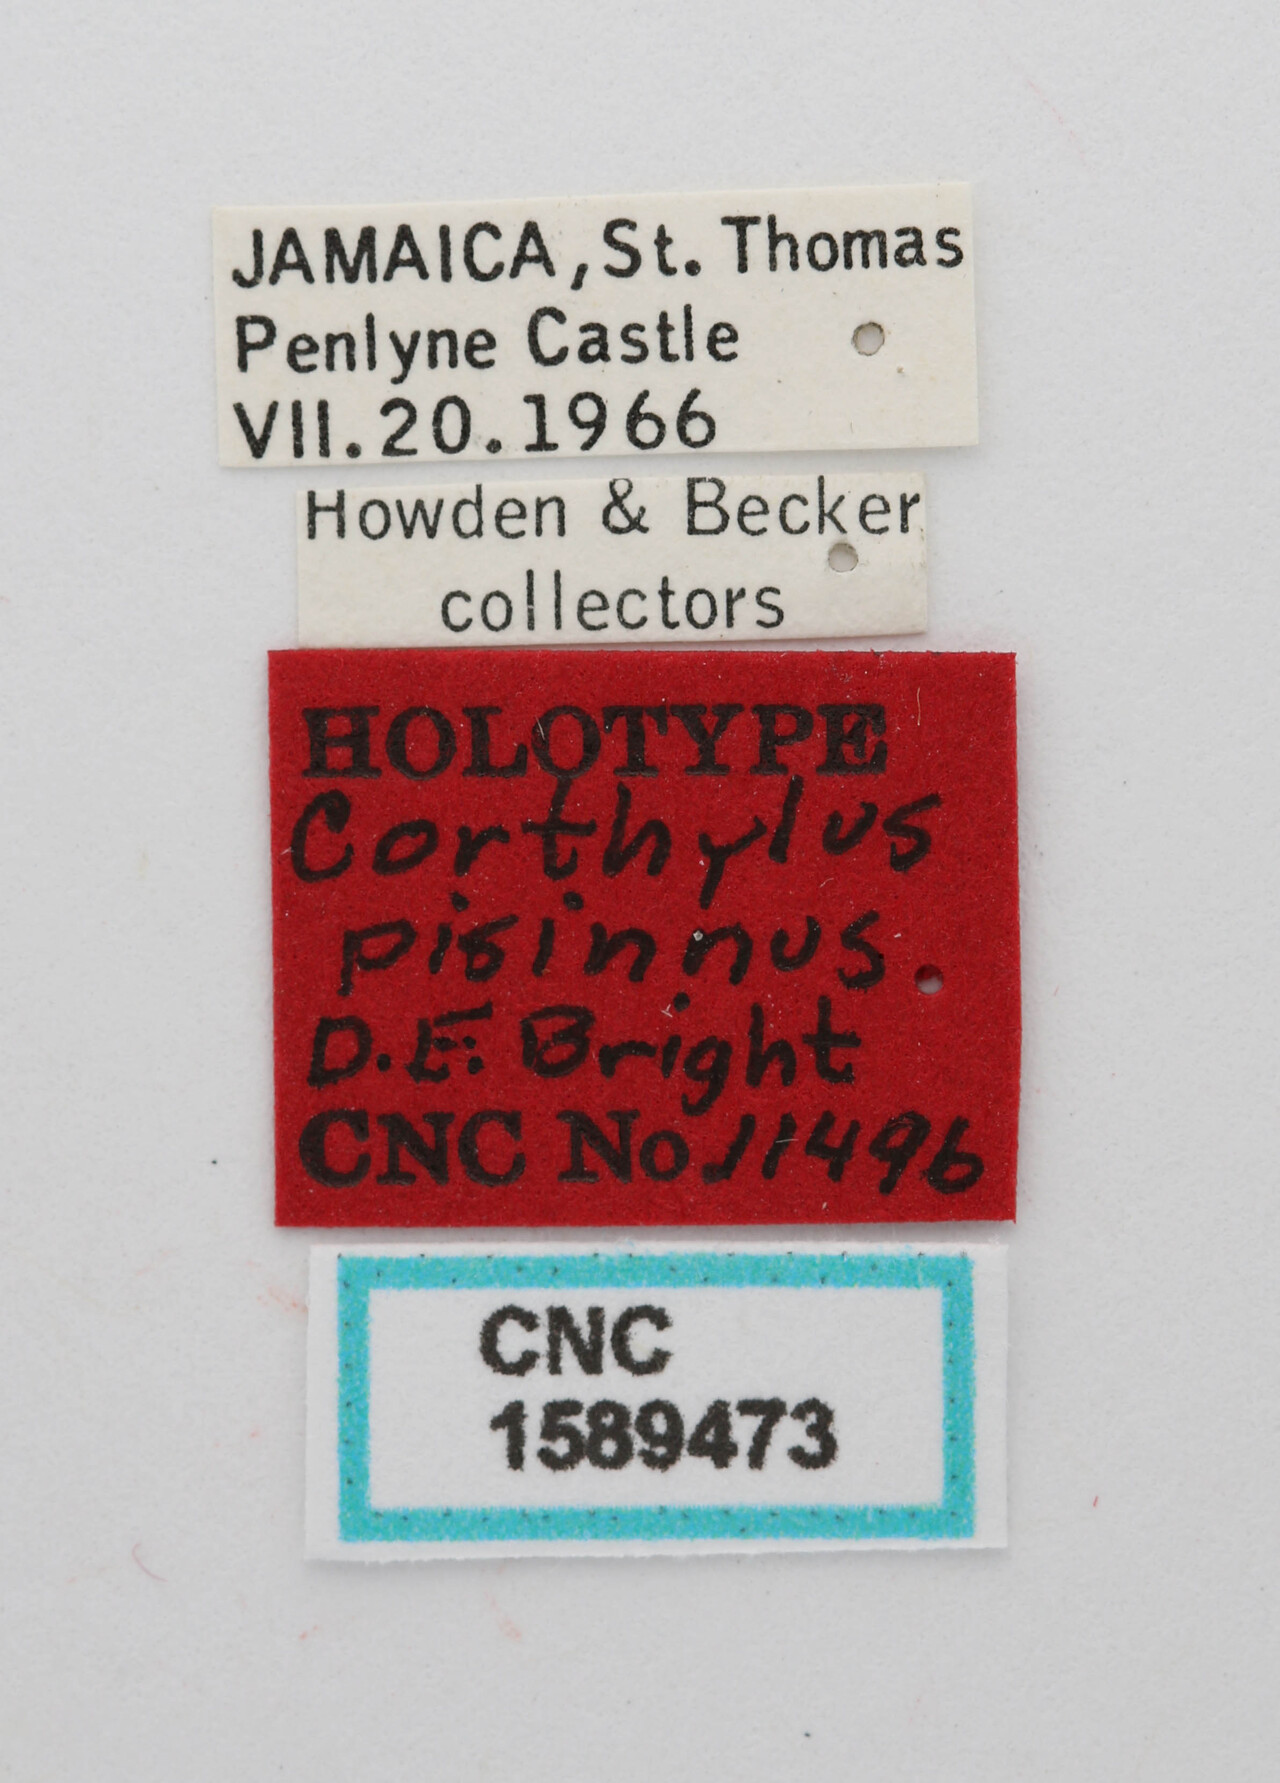 JAMAICA, St. Thomas
Penlyne Castle
VII.20.1966
Howden & Becker
collectors
HOLOTYPE
Corthylus
pisinnus
D.E. Bright
CNC No 11496
CNC
1589473